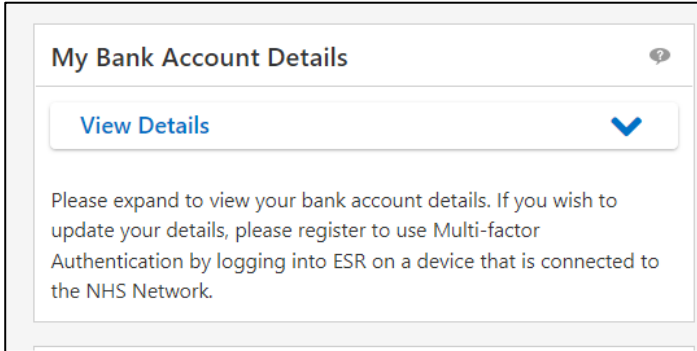 My Bank Account Details
?
View Details
Please expand to view your bank account details. If you wish to
update your details, please register to use Multi-factor
Authentication by logging into ESR on a device that is connected to
the NHS Network.